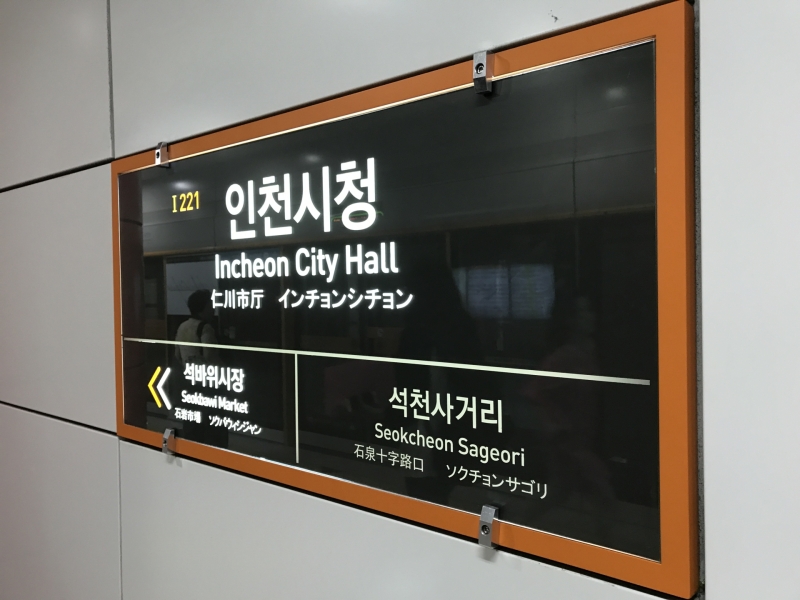 I221
인천시청
Incheon City Hall
仁川市厅 インチョンシチョン
석바위시장
Seokbawi Market
石岩市場 ソクバウィシジャン
석천사거리
Seokcheon Sageori
石泉十字路口 ソクチョンサゴリ